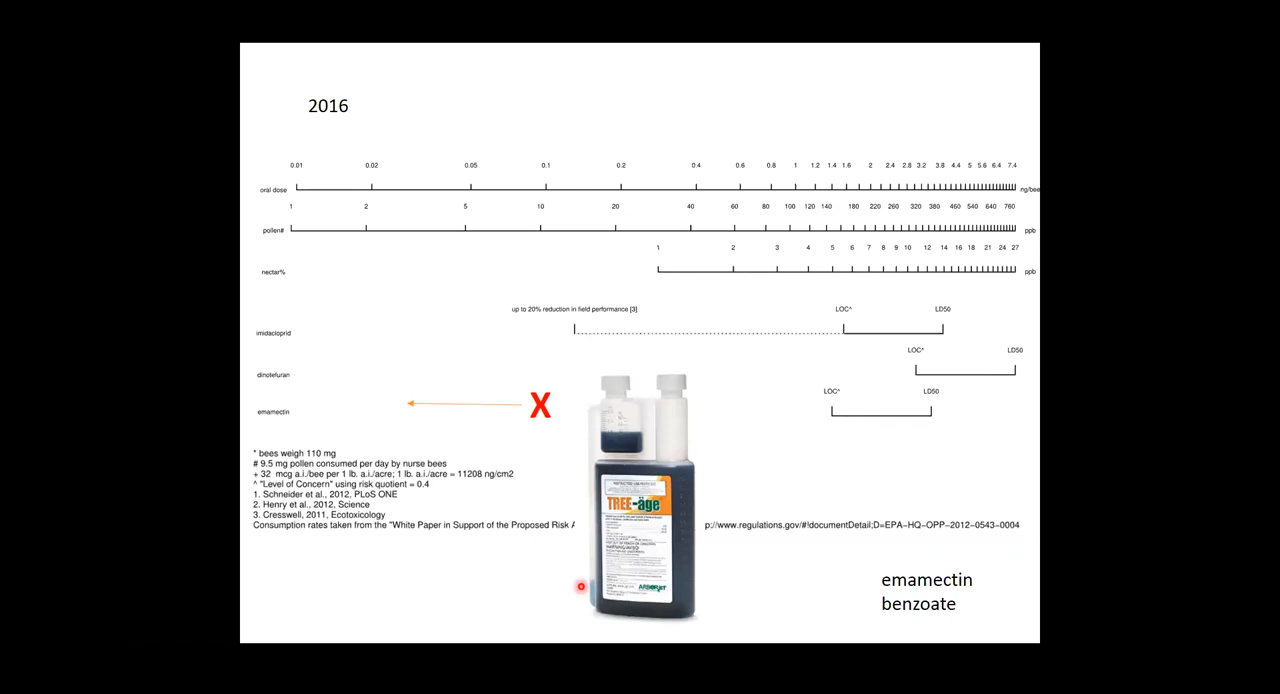 2016
0.01 0.02 0.05 0.1 0.2 0.4 0.6 0.8 1 1.2 1.4 1.6 2 2.4 2.8 3.2 3.8 4.4 5 5.6 6.4 7.4
oral dose ng/bee
1 2 5 10 20 40 60 80 100 120 140 180 220 260 320 380 460 540 640 760
pollen# ppb
1 2 3 4 5 6 7 8 9 10 12 14 16 18 21 24 27
nectar% ppb
up to 20% reduction in field performance [3] LOC^ LD50
imidacloprid
LOC^ LD50
dinotefuran
LOC^ LD50
X
emamectin
* bees weigh 110 mg
# 9.5 mg pollen consumed per day by nurse bees
+ 32 mcg a.i./bee per 1 lb. a.i./acre; 1 lb. a.i./acre = 11208 ng/cm2
^ "Level of Concern" using risk quotient = 0.4
1. Schneider et al., 2012, PLoS ONE
2. Henry et al., 2012, Science
3. Cresswell, 2011, Ecotoxicology
Consumption rates taken from the "White Paper in Support of the Proposed Risk A p://www.regulations.gov/#!documentDetail;D=EPA-HQ-OPP-2012-0543-0004
TREE-äge
ARBORJET
emamectin
benzoate